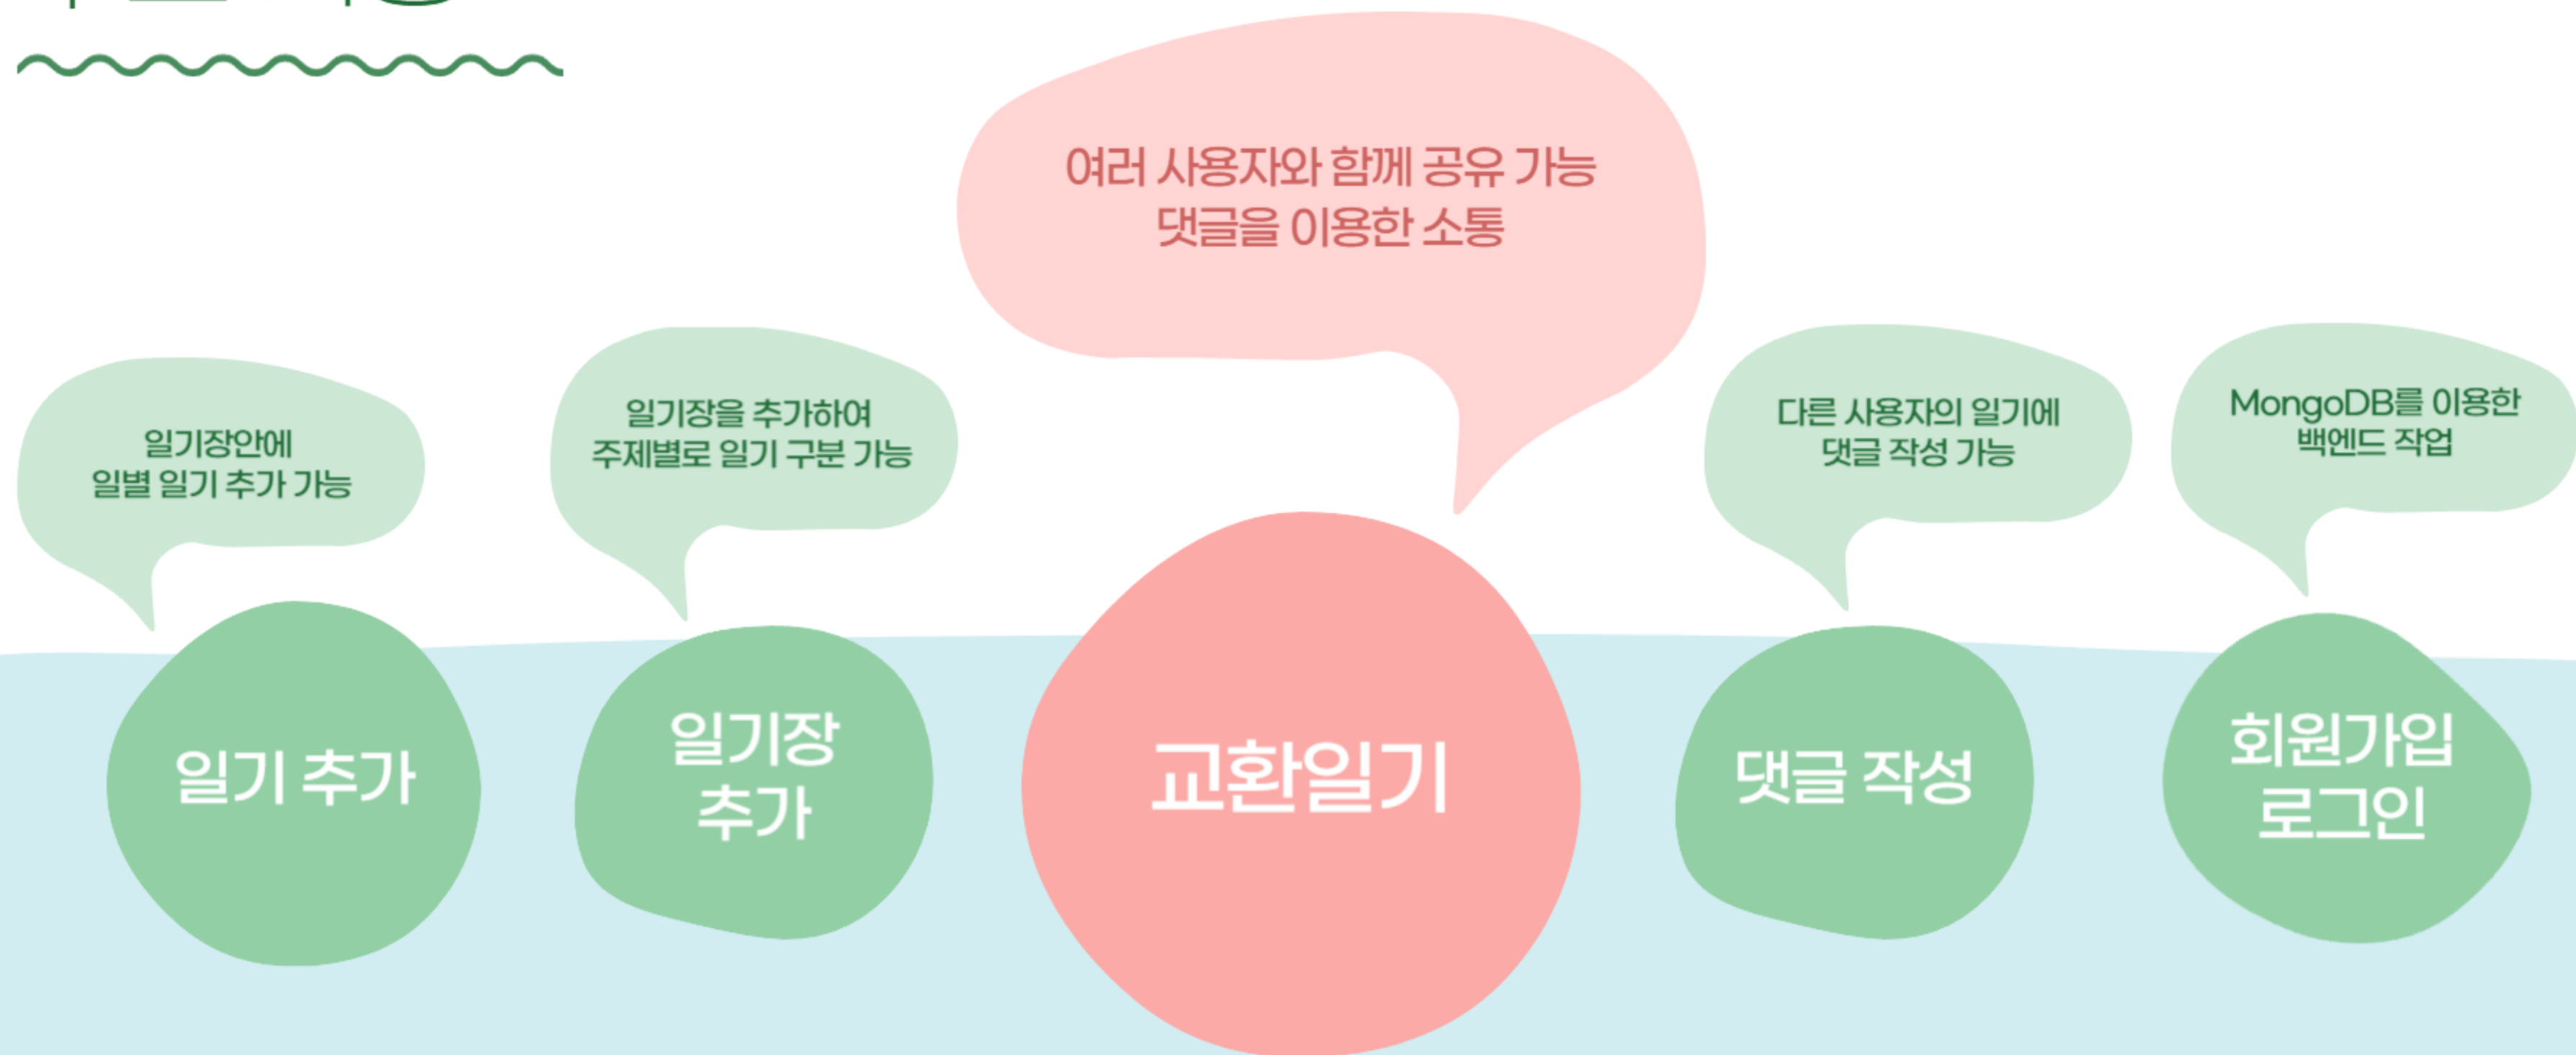 여러 사용자와 함께 공유 가능
댓글을 이용한 소통
일기장안에
일별 일기 추가 가능
일기장을 추가하여
주제별로 일기 구분 가능
다른 사용자의 일기에
댓글 작성 가능
MongoDB를 이용한
백엔드 작업
일기 추가
일기장
추가
교환일기
댓글 작성
회원가입
로그인